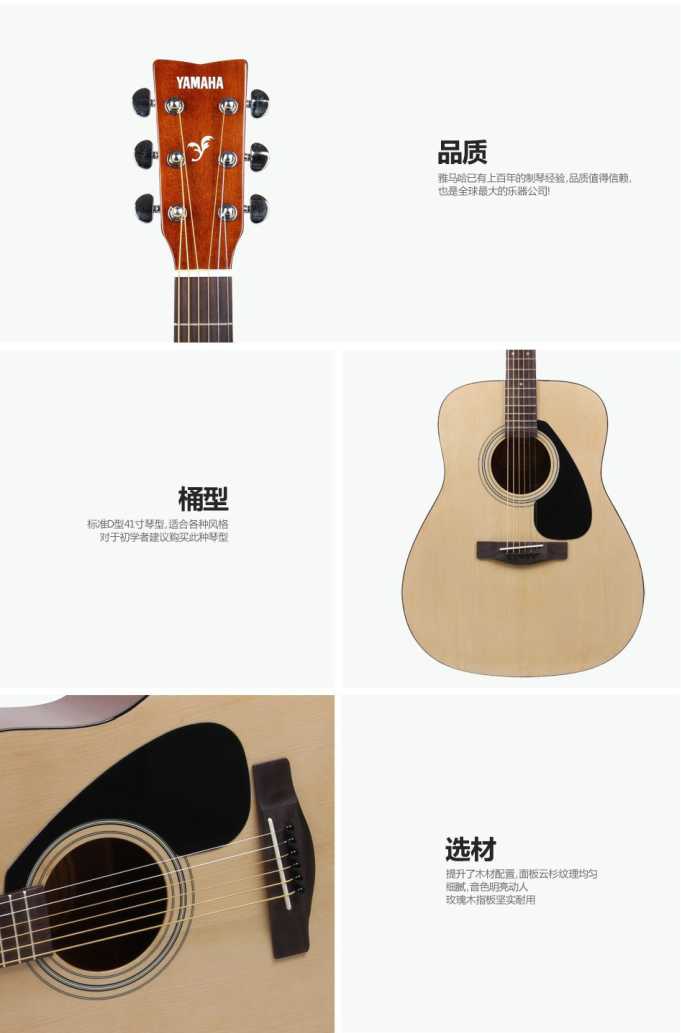 YAMAHA
品质
雅马哈已有上百年的制琴经验,品质值得信赖,
也是全球最大的乐器公司!
桶型
标准D型41寸琴型,适合各种风格
对于初学者建议购买此种琴型
选材
提升了木材配置,面板云杉纹理均匀
细腻,音色明亮动人
玫瑰木指板坚实耐用